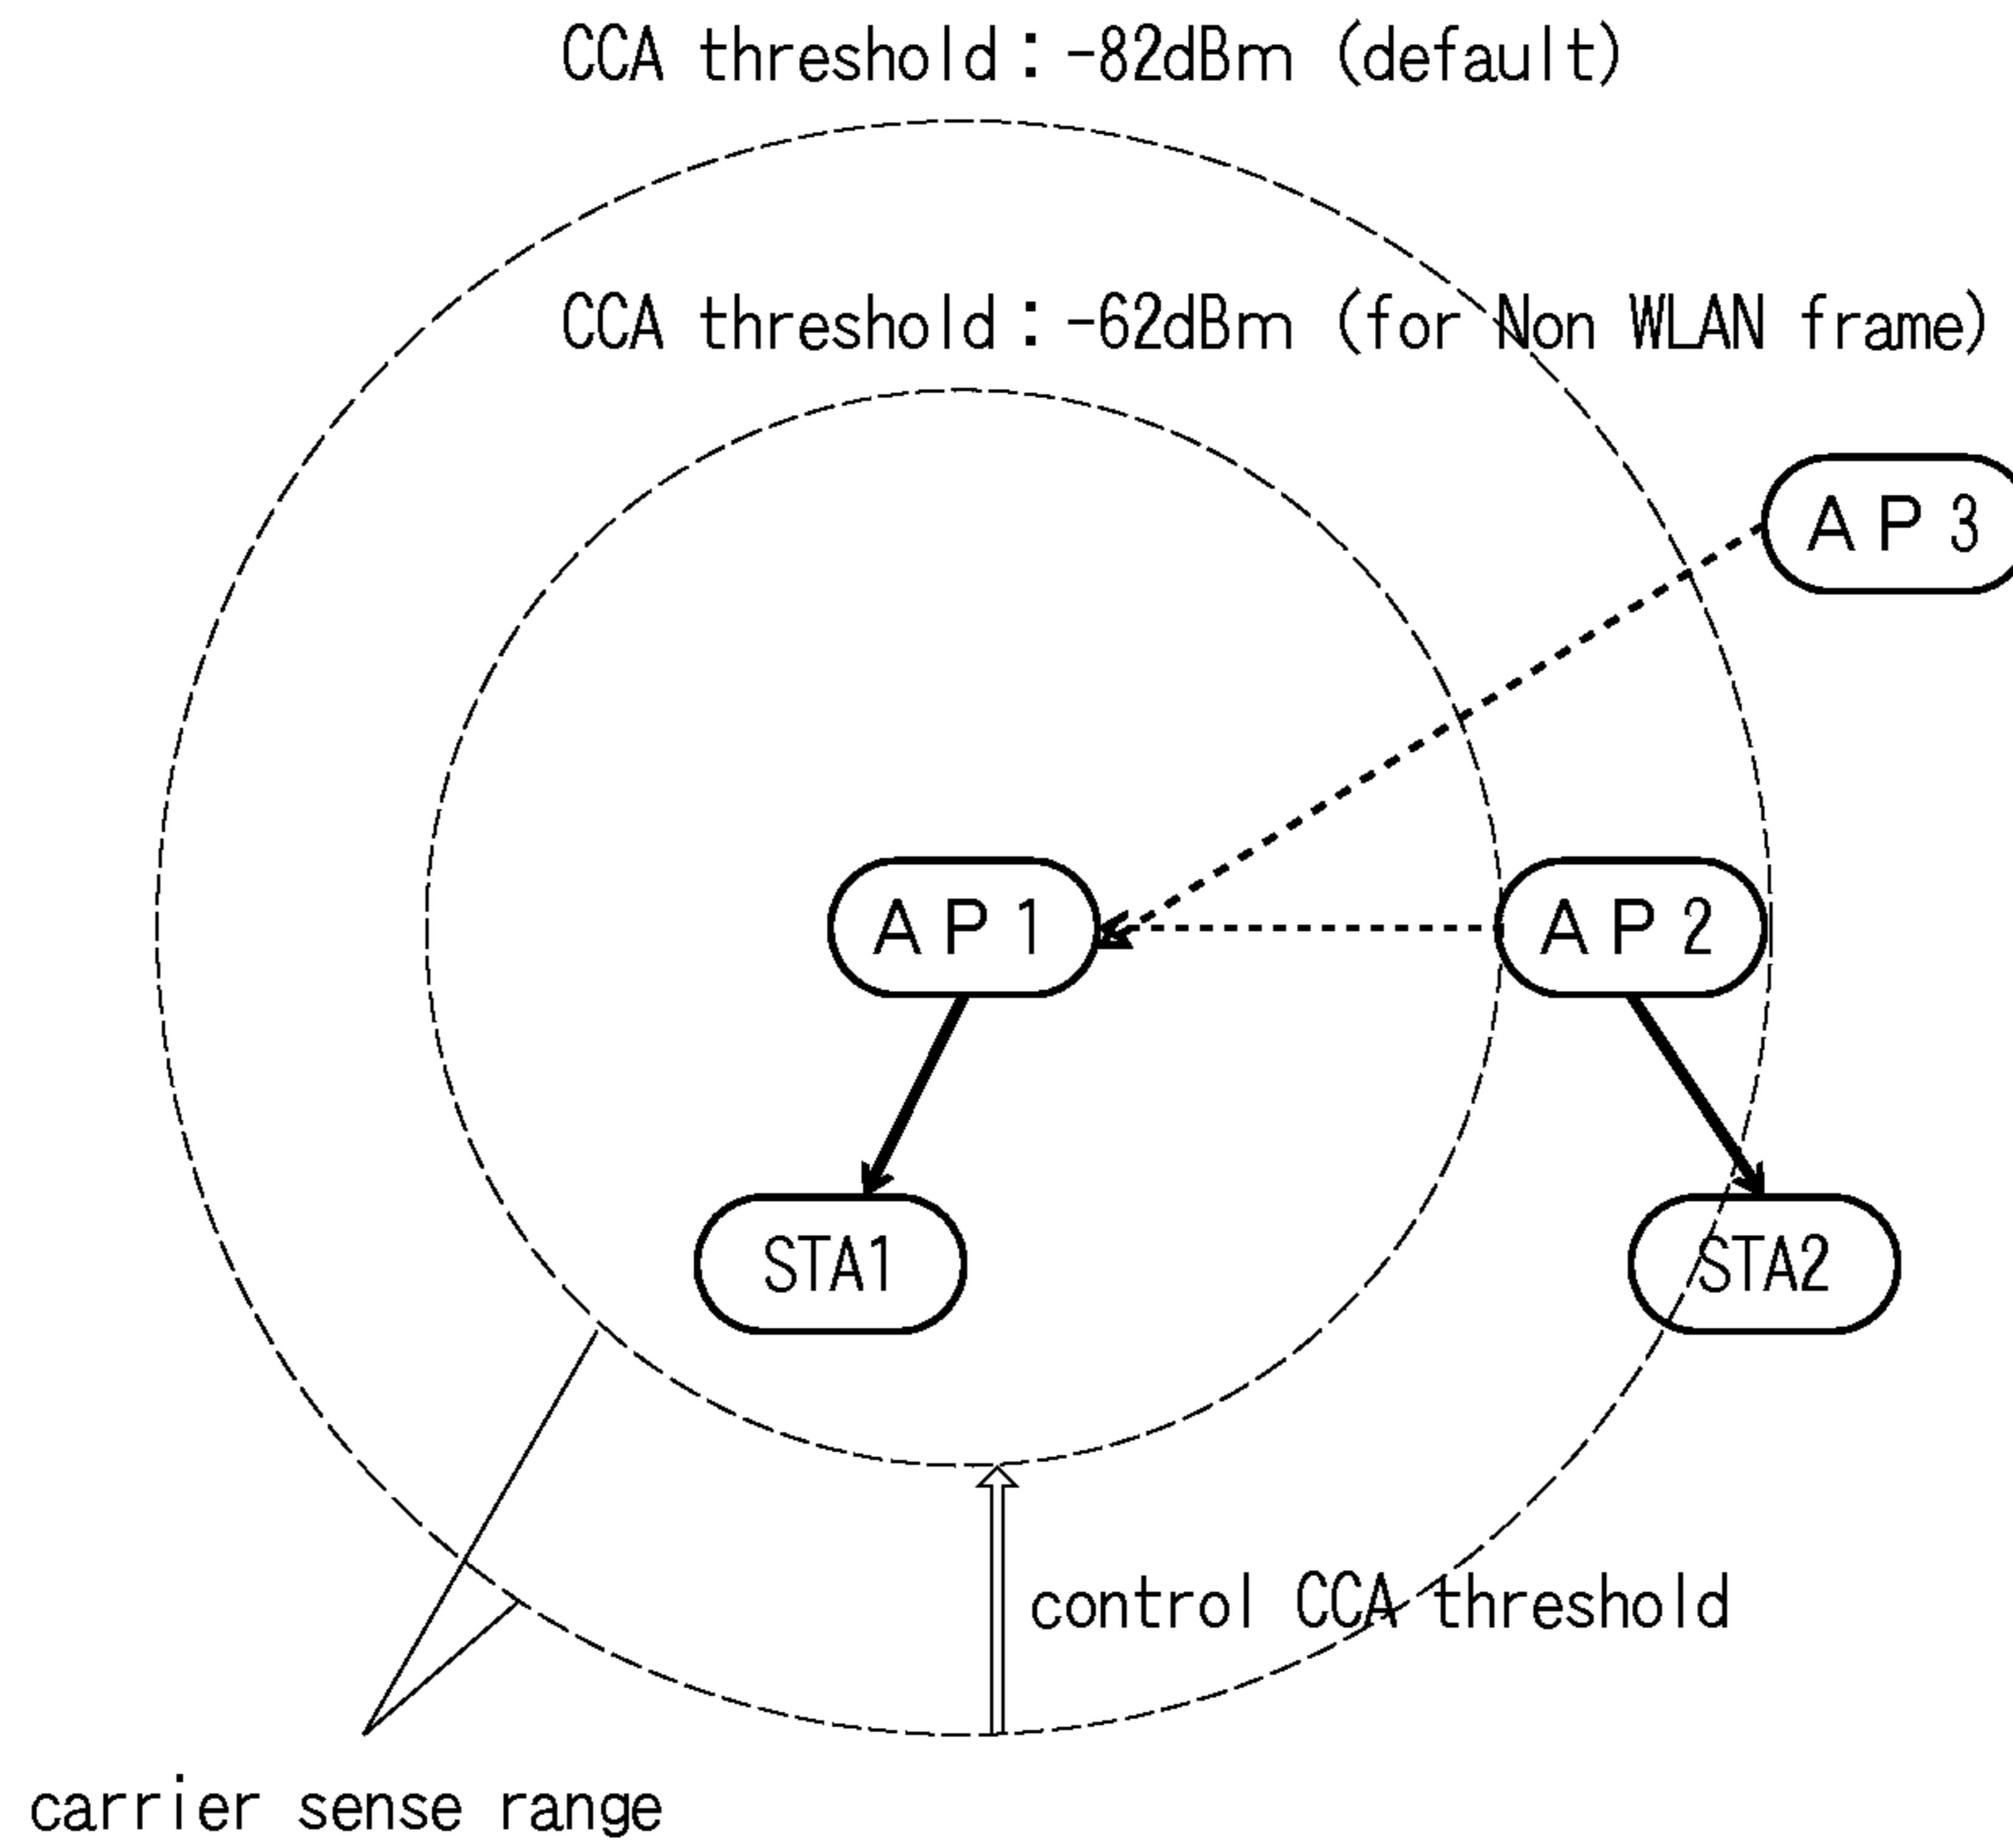 CCA threshold：-82dBm (default)
CCA threshold：-62dBm (for Non WLAN frame)
AP3
AP1
AP2
STA1
STA2
control CCA threshold
carrier sense range